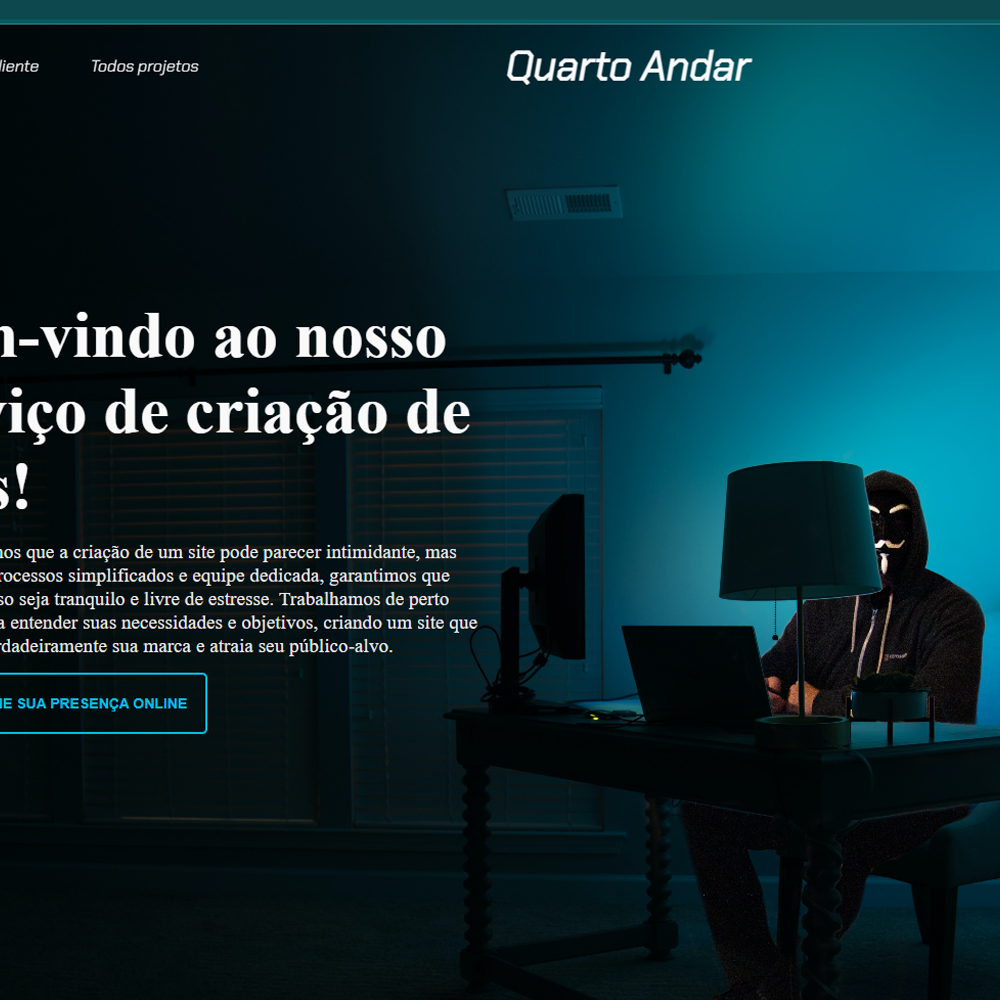 liente
Todos projetos
Quarto Andar
m-vindo ao nosso
viço de criação de
s!
nos que a criação de um site pode parecer intimidante, mas
rocessos simplificados e equipe dedicada, garantimos que
so seja tranquilo e livre de estresse. Trabalhamos de perto
a entender suas necessidades e objetivos, criando um site que
rdadeiramente sua marca e atraia seu público-alvo.
IE SUA PRESENÇA ONLINE